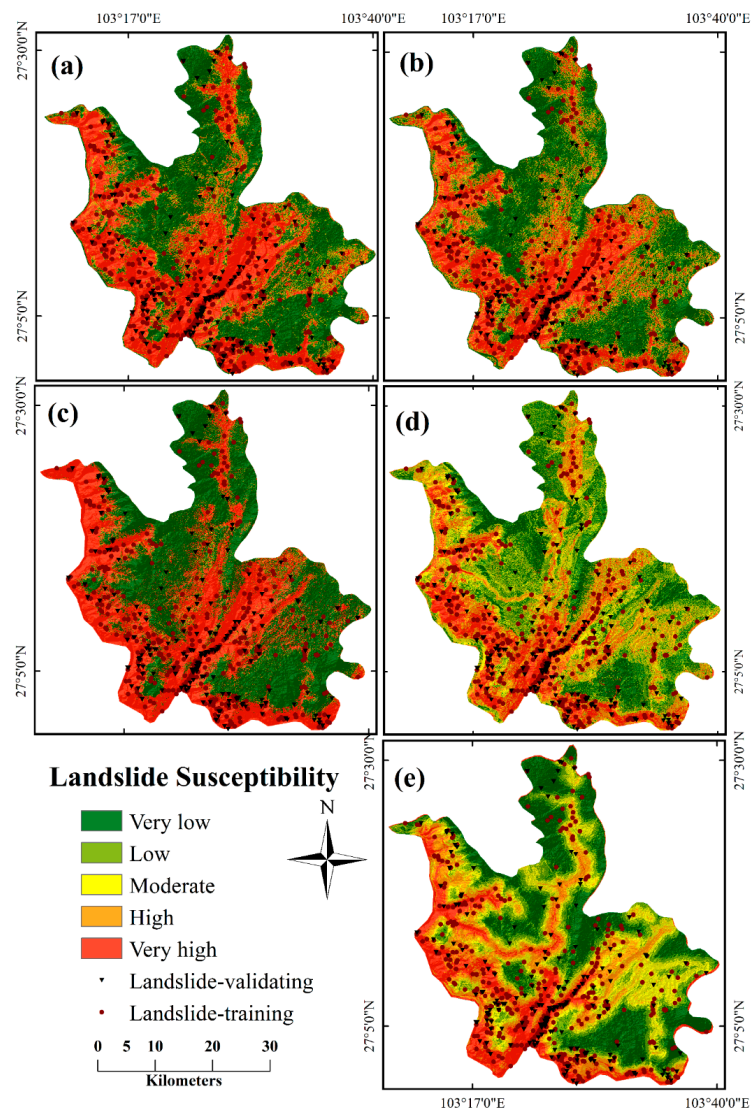 103°17'0"E 103°40'0"E 103°17'0"E 103°40'0"E
27°30'0"N
(a)
(b)
27°30'0"N
27°5'0"N
27°5'0"N
27°30'0"N
(c)
(d)
27°30'0"N
27°5'0"N
27°5'0"N
(e)
27°30'0"N
Landslide Susceptibility
Very low
Low
Moderate
High
Very high
Landslide-validating
Landslide-training
N
0 5 10 20 30
Kilometers
27°5'0"N
103°17'0"E 103°40'0"E